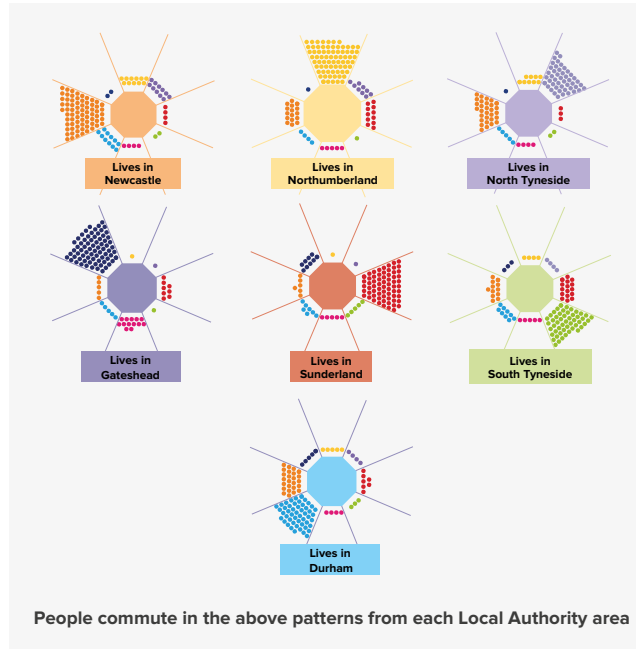 Lives in
Newcastle
Lives in
Northumberland
Lives in
North Tyneside
Lives in
Gateshead
Lives in
Sunderland
Lives in
South Tyneside
Lives in
Durham
People commute in the above patterns from each Local Authority area